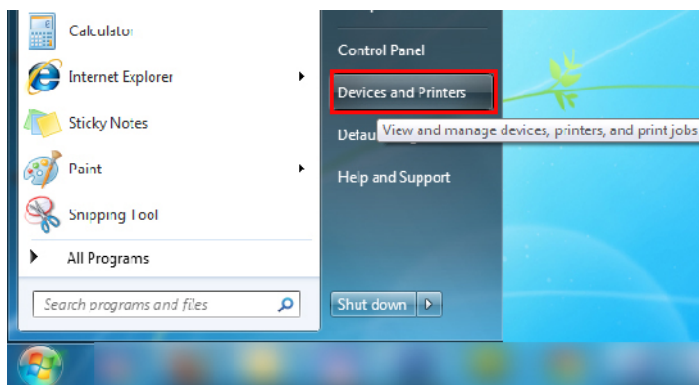 Calculator
Internet Explorer
Sticky Notes
Paint
Snipping Tool
All Programs
Search programs and files
Control Panel
Devices and Printers
View and manage devices, printers, and print jobs
Defau
Help and Support
Shut down